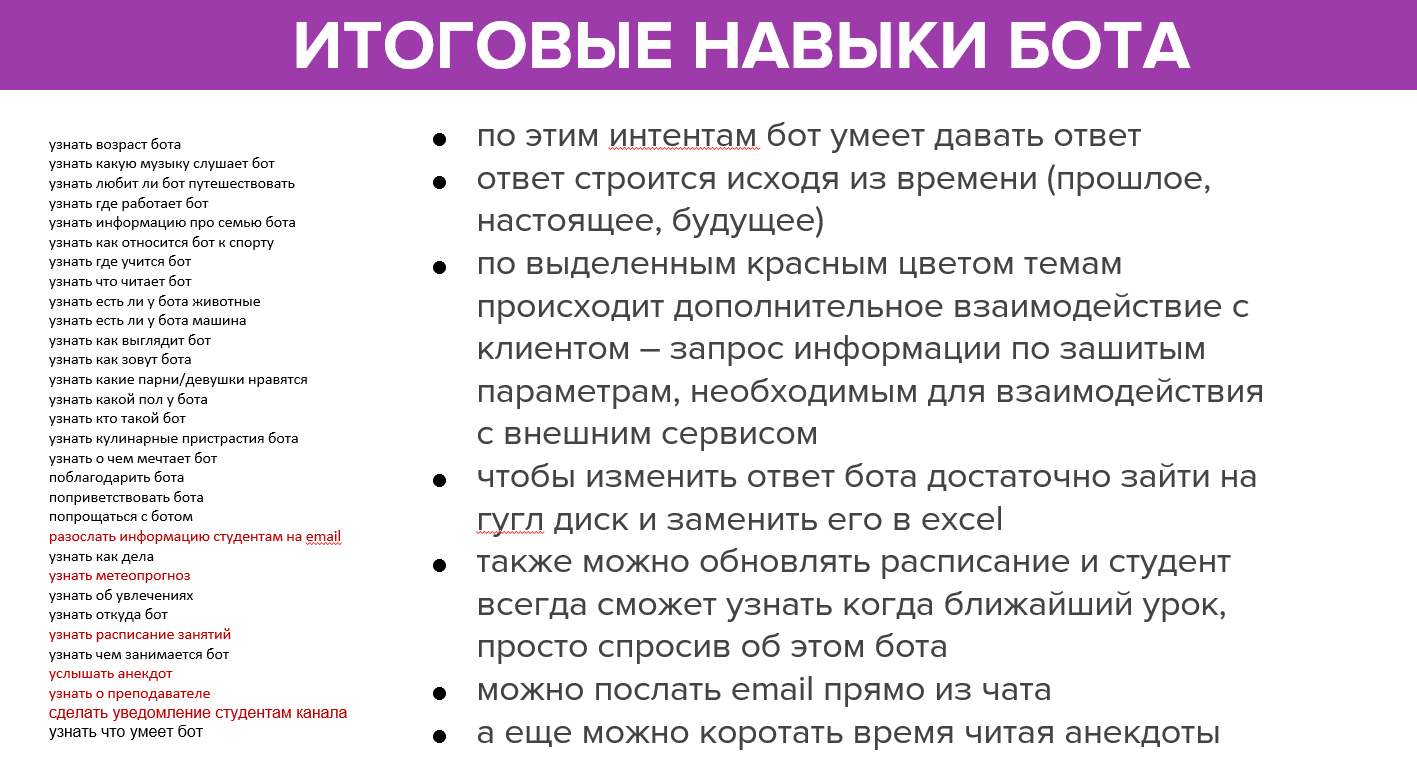 ИТОГОВЫЕ НАВЫКИ БОТА
узнать возраст бота
узнать какую музыку слушает бот
узнать любит ли бот путешествовать
узнать где работает бот
узнать информацию про семью бота
узнать как относится бот к спорту
узнать где учится бот
узнать что читает бот
узнать есть ли у бота животные
узнать есть ли у бота машина
узнать как выглядит бот
узнать как зовут бота
узнать какие парни/девушки нравятся
узнать какой пол у бота
узнать кто такой бот
узнать кулинарные пристрастия бота
узнать о чем мечтает бот
поблагодарить бота
поприветствовать бота
попрощаться с ботом
разослать информацию студентам на email
узнать как дела
узнать метеопрогноз
узнать об увлечениях
узнать откуда бот
узнать расписание занятий
узнать чем занимается бот
услышать анекдот
узнать о преподавателе
сделать уведомление студентам канала
узнать что умеет бот
● по этим интентам бот умеет давать ответ
● ответ строится исходя из времени (прошлое,
настоящее, будущее)
● по выделенным красным цветом темам
происходит дополнительное взаимодействие с
клиентом – запрос информации по зашитым
параметрам, необходимым для взаимодействия
с внешним сервисом
● чтобы изменить ответ бота достаточно зайти на
гугл диск и заменить его в excel
● также можно обновлять расписание и студент
всегда сможет узнать когда ближайший урок,
просто спросив об этом бота
● можно послать email прямо из чата
● а еще можно коротать время читая анекдоты